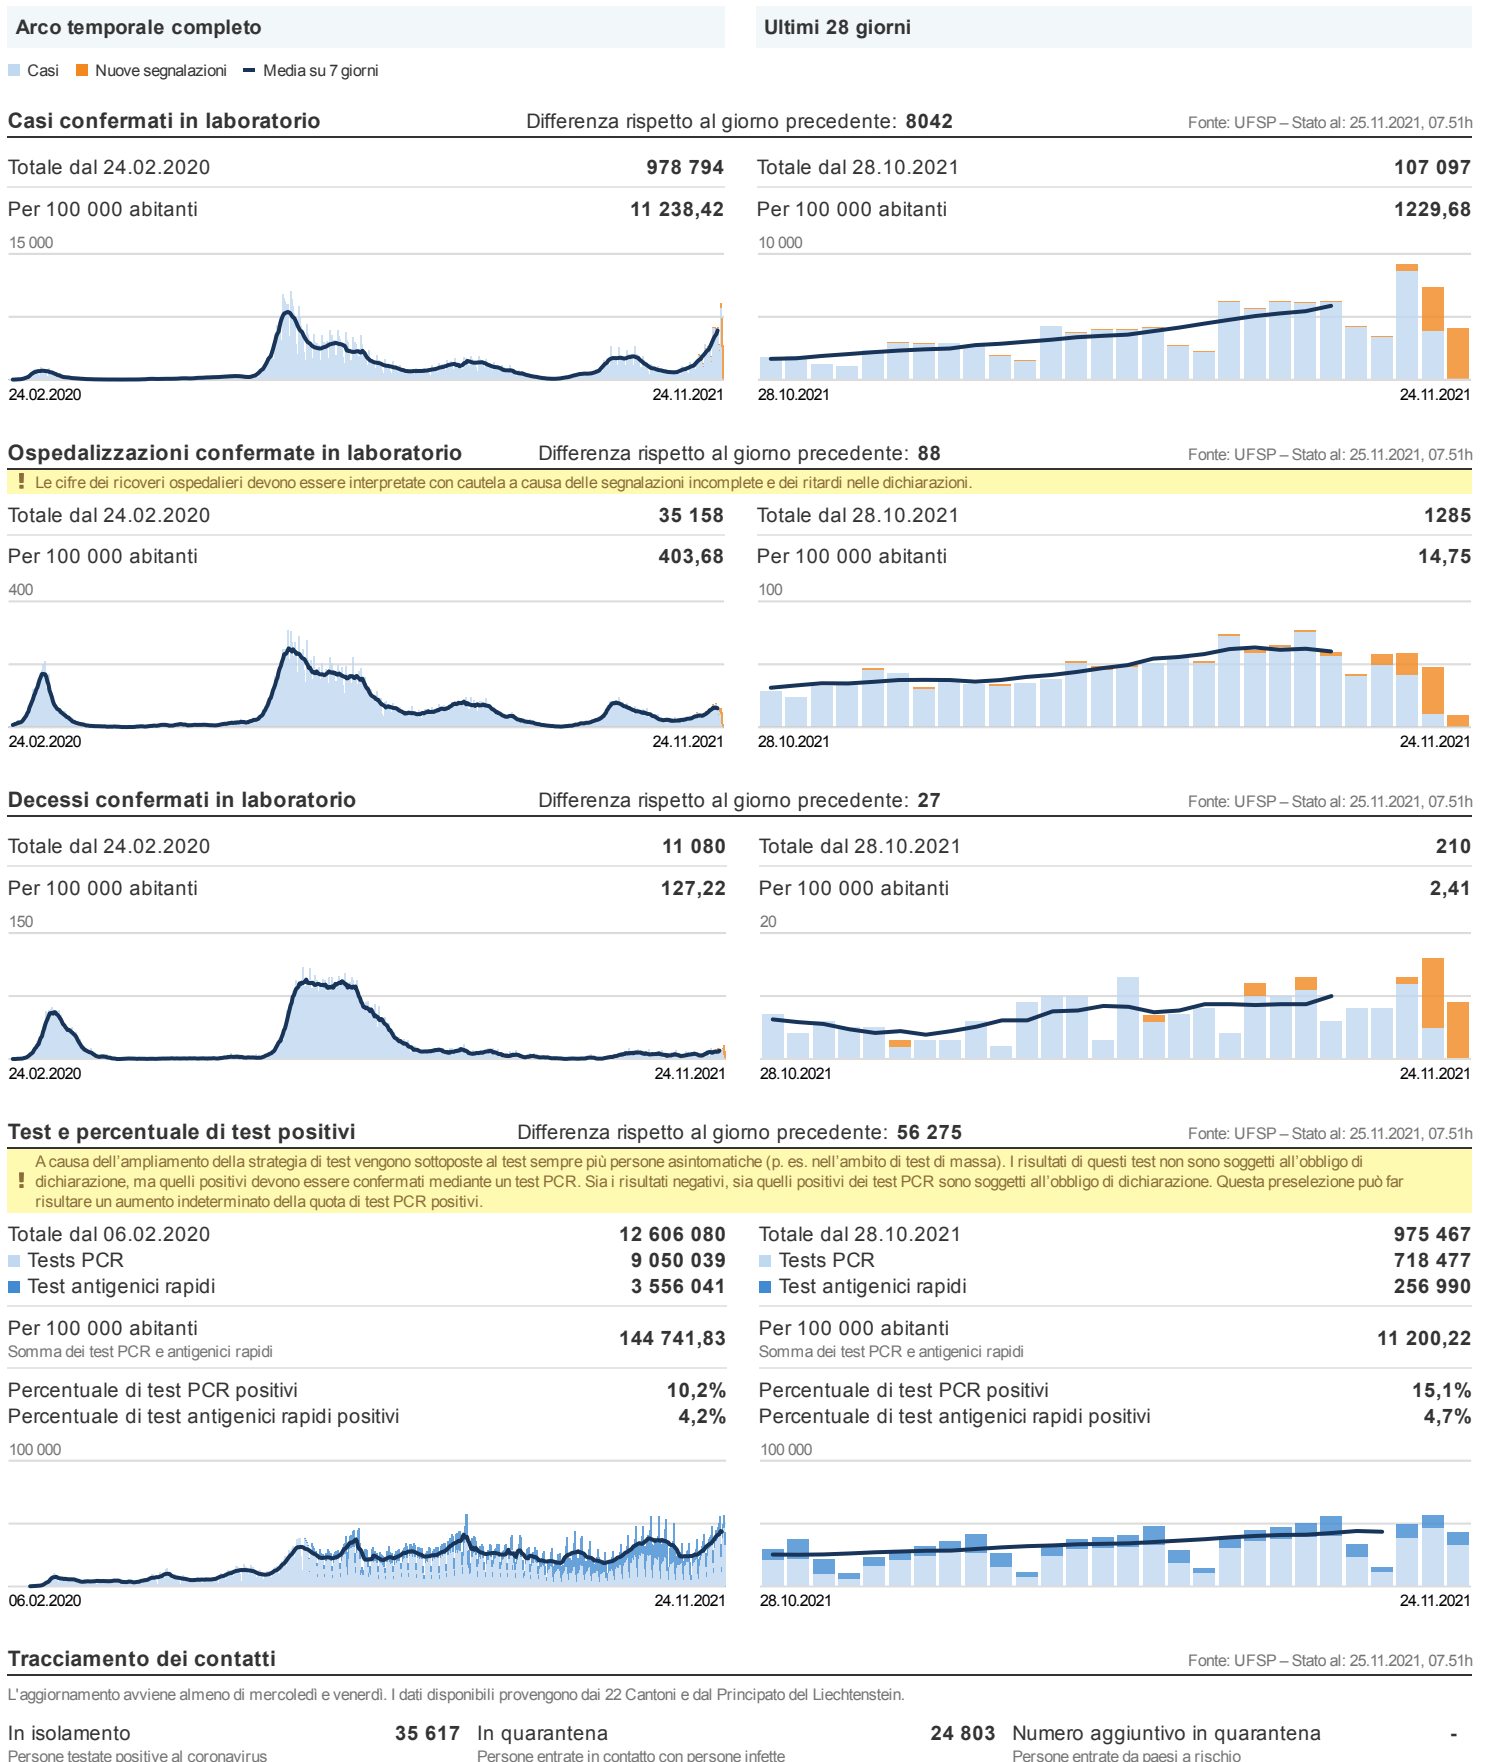 Arco temporale completo
Ultimi 28 giorni
Casi Nuove segnalazioni Media su 7 giorni
Casi confermati in laboratorio Differenza rispetto al giorno precedente: 8042 Fonte: UFSP – Stato al: 25.11.2021, 07.51h
Totale dal 24.02.2020 978 794
Per 100 000 abitanti 11 238,42
15 000
24.02.2020 24.11.2021
Totale dal 28.10.2021 107 097
Per 100 000 abitanti 1229,68
10 000
28.10.2021 24.11.2021
Ospedalizzazioni confermate in laboratorio Differenza rispetto al giorno precedente: 88 Fonte: UFSP – Stato al: 25.11.2021, 07.51h
! Le cifre dei ricoveri ospedalieri devono essere interpretate con cautela a causa delle segnalazioni incomplete e dei ritardi nelle dichiarazioni.
Totale dal 24.02.2020 35 158
Per 100 000 abitanti 403,68
400
24.02.2020 24.11.2021
Totale dal 28.10.2021 1285
Per 100 000 abitanti 14,75
100
28.10.2021 24.11.2021
Decessi confermati in laboratorio Differenza rispetto al giorno precedente: 27 Fonte: UFSP – Stato al: 25.11.2021, 07.51h
Totale dal 24.02.2020 11 080
Per 100 000 abitanti 127,22
150
24.02.2020 24.11.2021
Totale dal 28.10.2021 210
Per 100 000 abitanti 2,41
20
28.10.2021 24.11.2021
Test e percentuale di test positivi Differenza rispetto al giorno precedente: 56 275 Fonte: UFSP – Stato al: 25.11.2021, 07.51h
A causa dell'ampliamento della strategia di test vengono sottoposte al test sempre più persone asintomatiche (p. es. nell'ambito di test di massa). I risultati di questi test non sono soggetti all'obbligo di
! dichiarazione, ma quelli positivi devono essere confermati mediante un test PCR. Sia i risultati negativi, sia quelli positivi dei test PCR sono soggetti all'obbligo di dichiarazione. Questa preselezione può far
risultare un aumento indeterminato della quota di test PCR positivi.
Totale dal 06.02.2020 12 606 080
Tests PCR 9 050 039
Test antigenici rapidi 3 556 041
Per 100 000 abitanti 144 741,83
Somma dei test PCR e antigenici rapidi
Percentuale di test PCR positivi 10,2%
Percentuale di test antigenici rapidi positivi 4,2%
100 000
06.02.2020 24.11.2021
Totale dal 28.10.2021 975 467
Tests PCR 718 477
Test antigenici rapidi 256 990
Per 100 000 abitanti 11 200,22
Somma dei test PCR e antigenici rapidi
Percentuale di test PCR positivi 15,1%
Percentuale di test antigenici rapidi positivi 4,7%
100 000
28.10.2021 24.11.2021
Tracciamento dei contatti Fonte: UFSP – Stato al: 25.11.2021, 07.51h
L'aggiornamento avviene almeno di mercoledì e venerdì. I dati disponibili provengono dai 22 Cantoni e dal Principato del Liechtenstein.
In isolamento 35 617
Persone testate positive al coronavirus
In quarantena 24 803
Persone entrate in contatto con persone infette
Numero aggiuntivo in quarantena -
Persone entrate da paesi a rischio